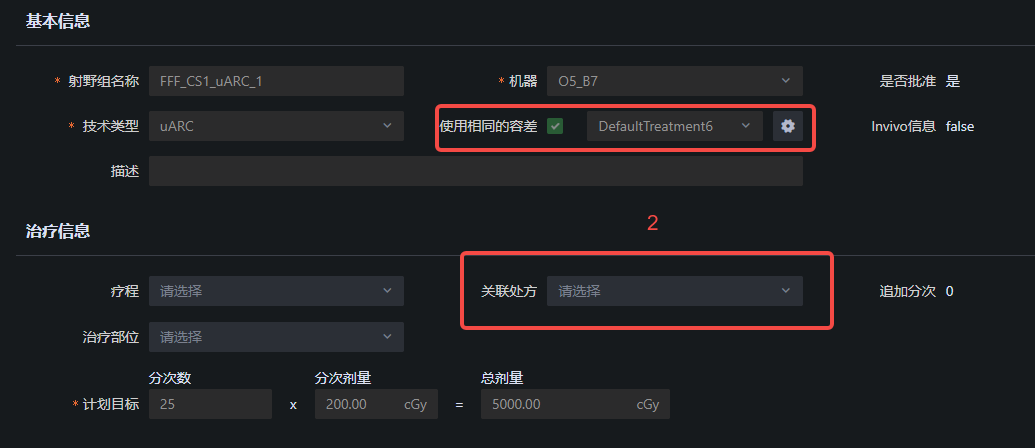 基本信息
* 射野组名称 FFF_CS1_uARC_1 * 机器 O5_B7 是否批准 是
* 技术类型 uARC 使用相同的容差 DefaultTreatment6 Invivo信息 false
描述
2
治疗信息
疗程 请选择 关联处方 请选择 追加分次 0
治疗部位 请选择
分次数 分次剂量 总剂量
* 计划目标 25 x 200.00 cGy = 5000.00 cGy